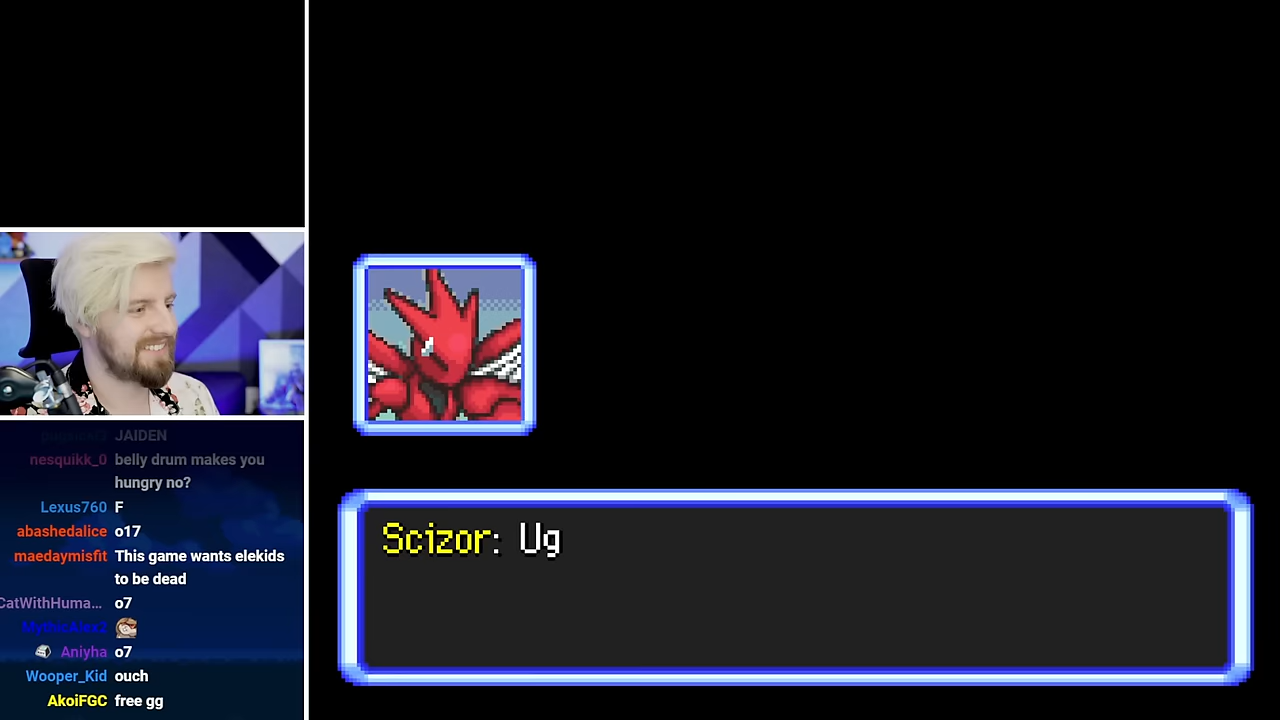 JAIDEN
nesquikk_0 belly drum makes you
hungry no?
Lexus760 F
abashedalice o17
maedaymisfit This game wants elekids
to be dead
CatWithHuma... o7
MythicAlex2
Aniyha o7
Wooper_Kid ouch
AkoiFGC free gg
Scizor: Ug